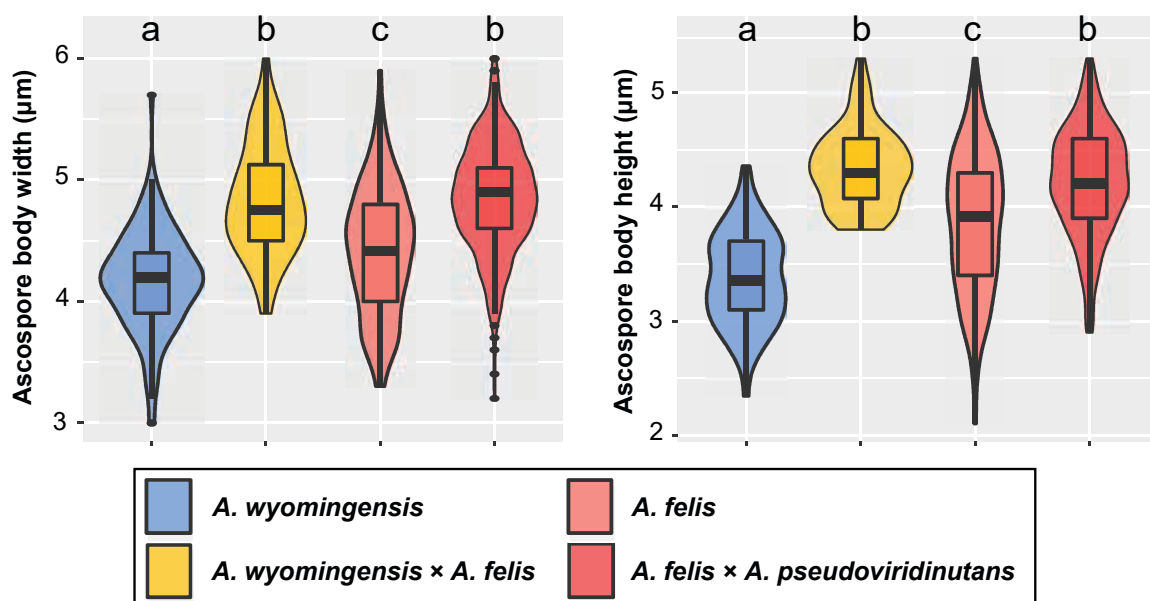 a b c b
Ascospore body width (µm)
6
5
4
3
a b c b
Ascospore body height (µm)
5
4
3
2
A. wyomingensis
A. felis
A. wyomingensis × A. felis
A. felis × A. pseudoviridinutans